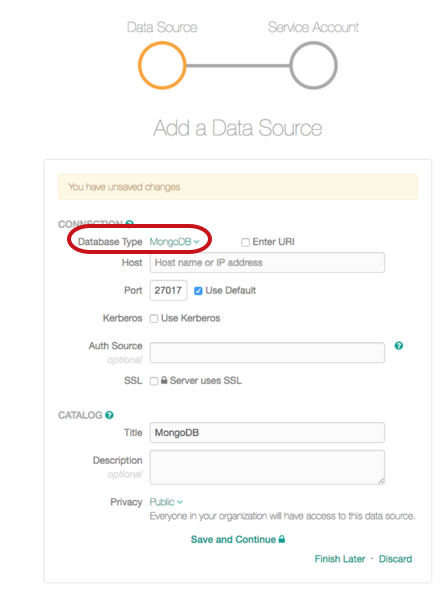 Data Source Service Account
Add a Data Source
You have unsaved changes
CONNECTION ?
Database Type MongoDB Enter URI
Host Host name or IP address
Port 27017 Use Default
Kerberos Use Kerberos
Auth Source ?
optional
SSL Server uses SSL
CATALOG ?
Title MongoDB
Description
optional
Privacy Public
Everyone in your organization will have access to this data source.
Save and Continue
Finish Later · Discard